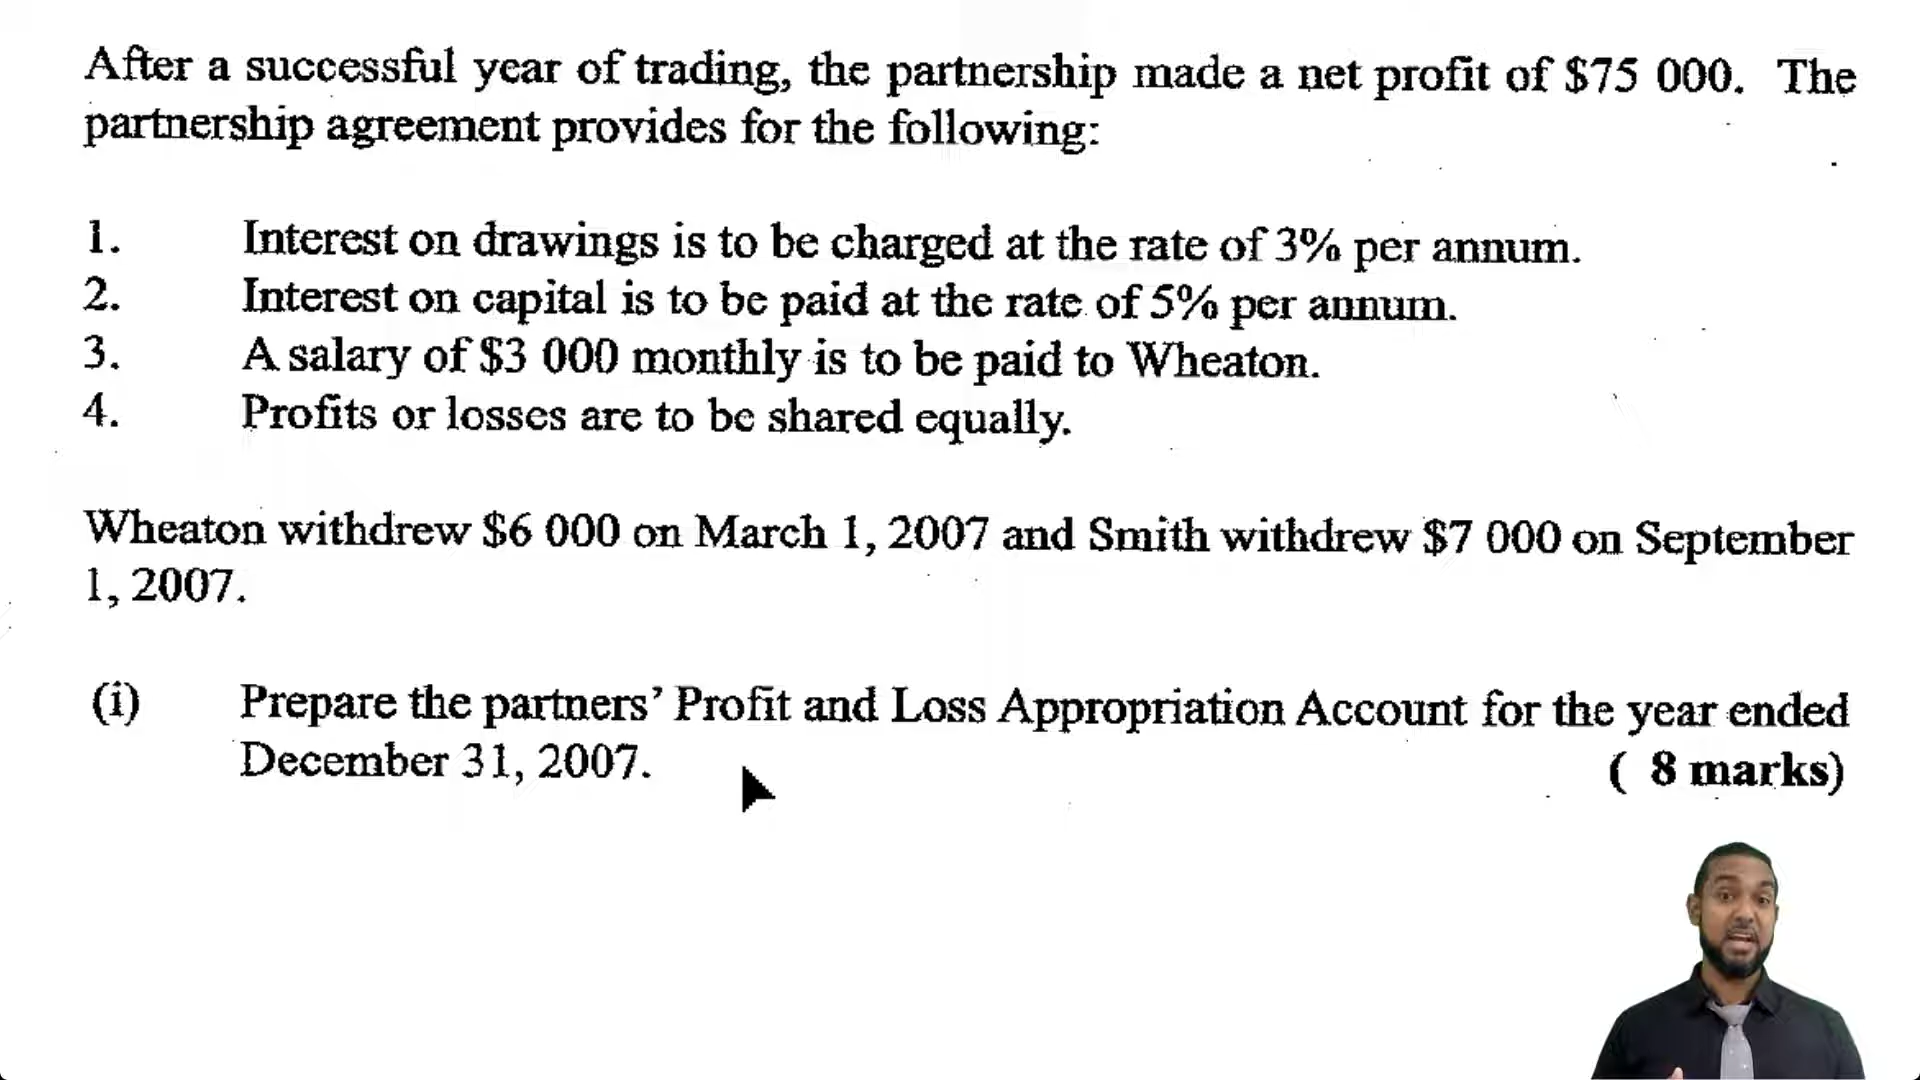 After a successful year of trading, the partnership made a net profit of $75 000. The
partnership agreement provides for the following:
1. Interest on drawings is to be charged at the rate of 3% per annum.
2. Interest on capital is to be paid at the rate of 5% per annum.
3. A salary of $3 000 monthly is to be paid to Wheaton.
4. Profits or losses are to be shared equally.
Wheaton withdrew $6 000 on March 1, 2007 and Smith withdrew $7 000 on September
1, 2007.
(i) Prepare the partners’ Profit and Loss Appropriation Account for the year ended
December 31, 2007.
( 8 marks)